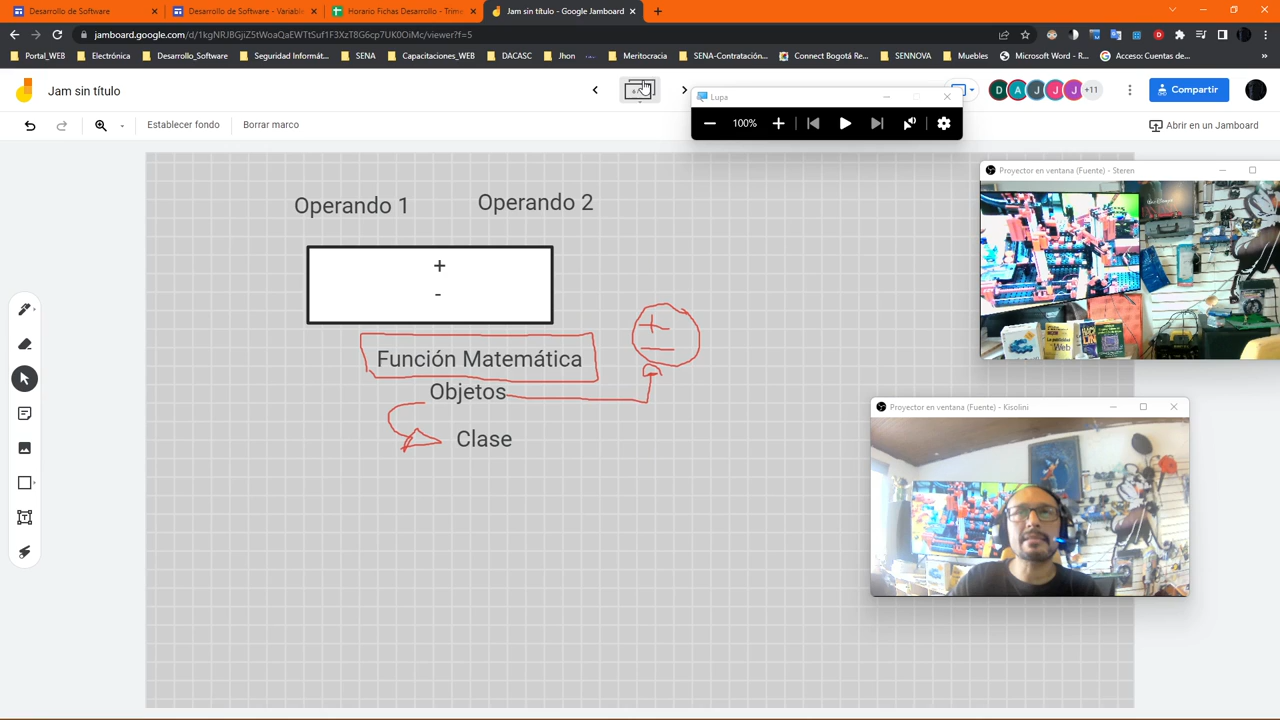 Desarrollo de Software
Desarrollo de Software - Variable
Horario Fichas Desarrollo - Trime
Jam sin título - Google Jamboard
jamboard.google.com/d/1kgNRJBGjiZ5tWoaQaEWTtSuf1F3XzT8G6cp7UK0OiMc/viewer?f=5
Portal_WEB
Electrónica
Desarrollo_Software
Seguridad Informát...
SENA
Capacitaciones_WEB
DACASC
Jhon
Meritocracia
SENA-Contratación...
Connect Bogotá Re...
SENNOVA
Muebles
Microsoft Word - R...
Acceso: Cuentas de...
Jam sin título
D A J J J +11
Compartir
Lupa
100%
Establecer fondo
Borrar marco
Abrir en un Jamboard
Proyector en ventana (Fuente) - Steren
Operando 1
Operando 2
+
-
+
-
Función Matemática
Objetos
Clase
Proyector en ventana (Fuente) - Kisolini
Web